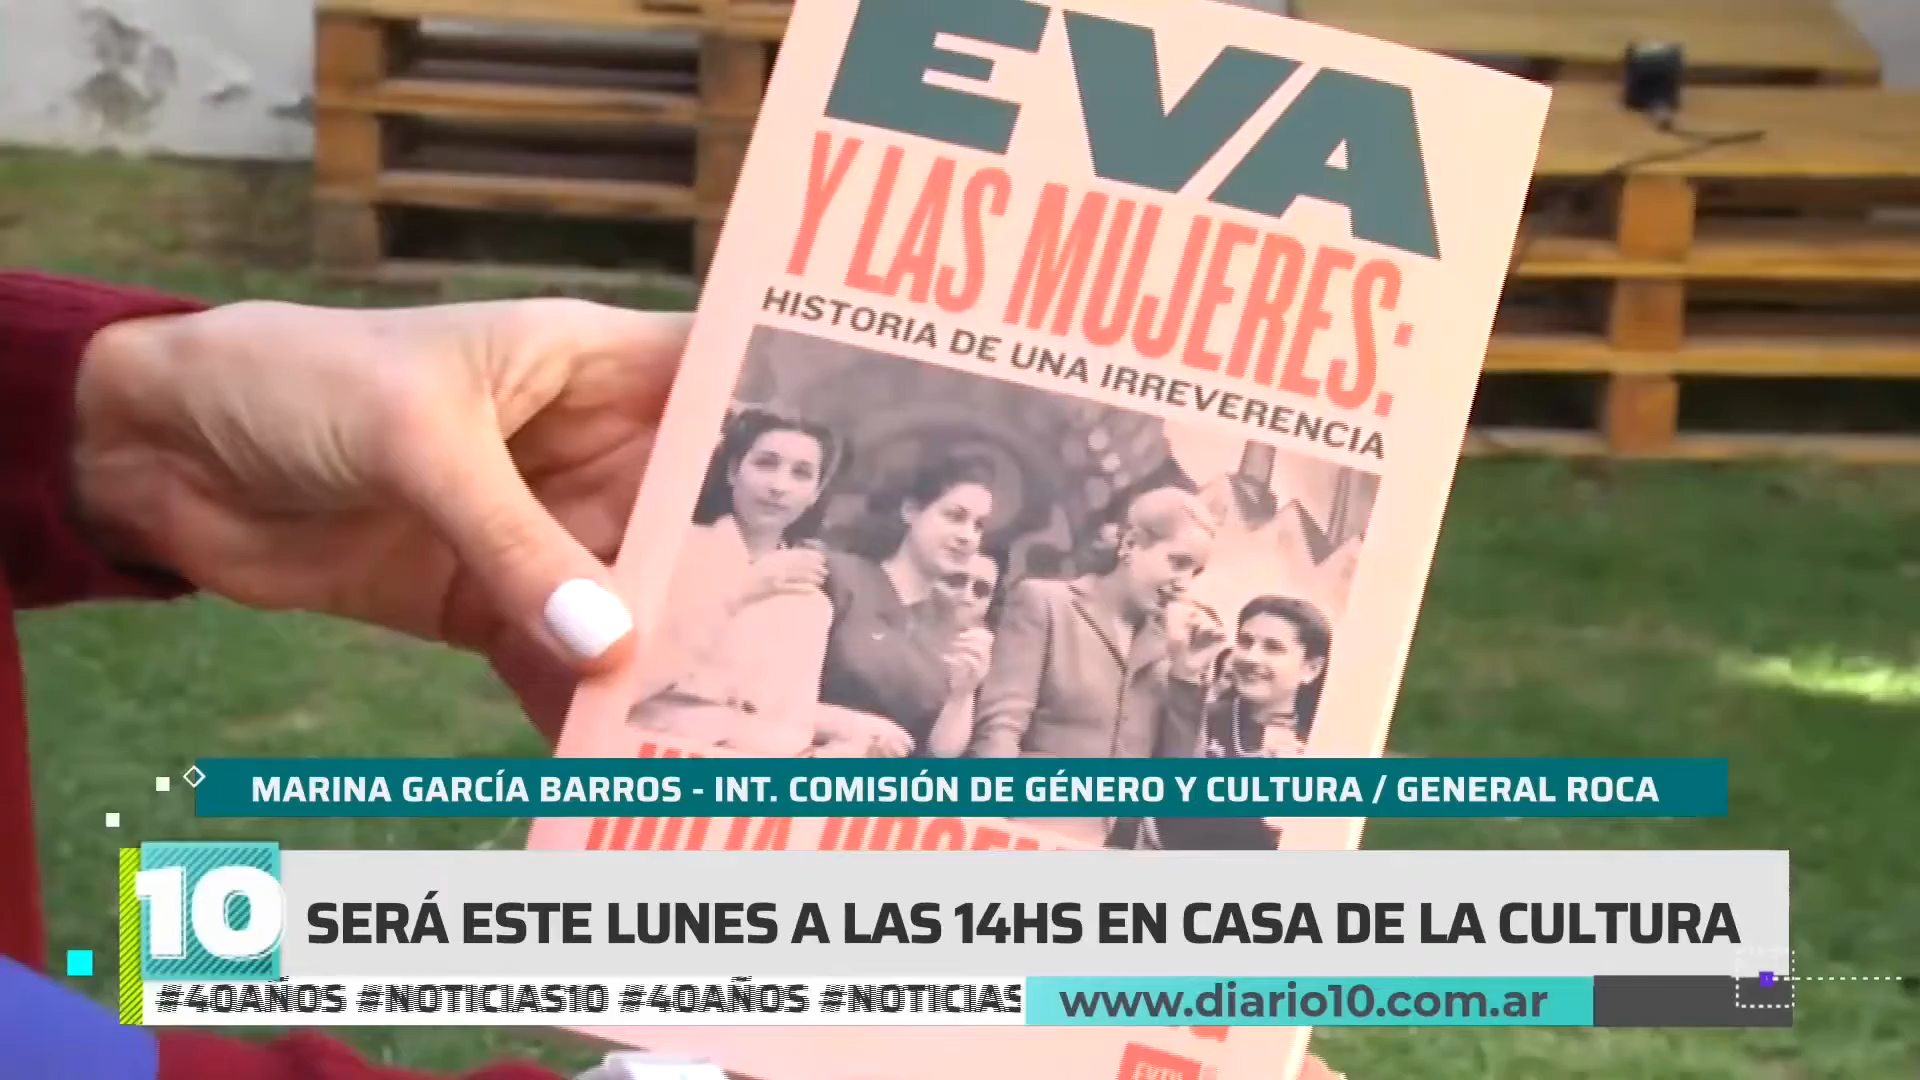 EVA
Y LAS MUJERES:
HISTORIA DE UNA IRREVERENCIA
MARINA GARCÍA BARROS - INT. COMISIÓN DE GÉNERO Y CULTURA / GENERAL ROCA
10
SERÁ ESTE LUNES A LAS 14HS EN CASA DE LA CULTURA
#40AÑOS #NOTICIAS10 #40AÑOS #NOTICIAS
www.diario10.com.ar